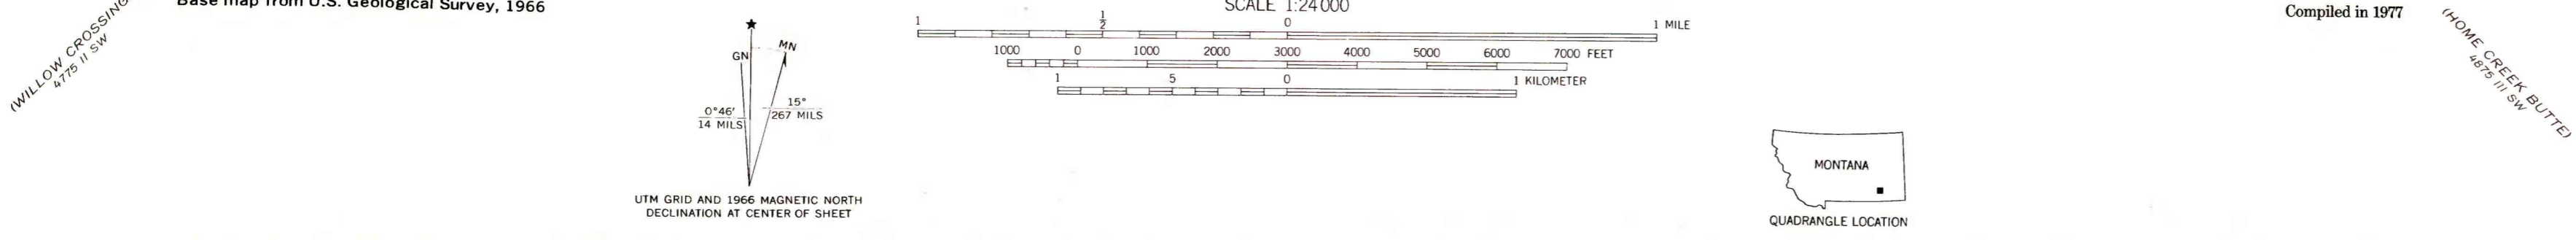 Base map from U.S. Geological Survey, 1966
SCALE 1:24 000
Compiled in 1977
(WILLOW CROSSING)
4775 II SW
(HOME CREEK BUTTE)
4875 III SW
1 1/2 0 1 MILE
1000 0 1000 2000 3000 4000 5000 6000 7000 FEET
1 5 0 1 KILOMETER
GN
MN
0°46′
14 MILS
15°
267 MILS
UTM GRID AND 1966 MAGNETIC NORTH
DECLINATION AT CENTER OF SHEET
MONTANA
QUADRANGLE LOCATION